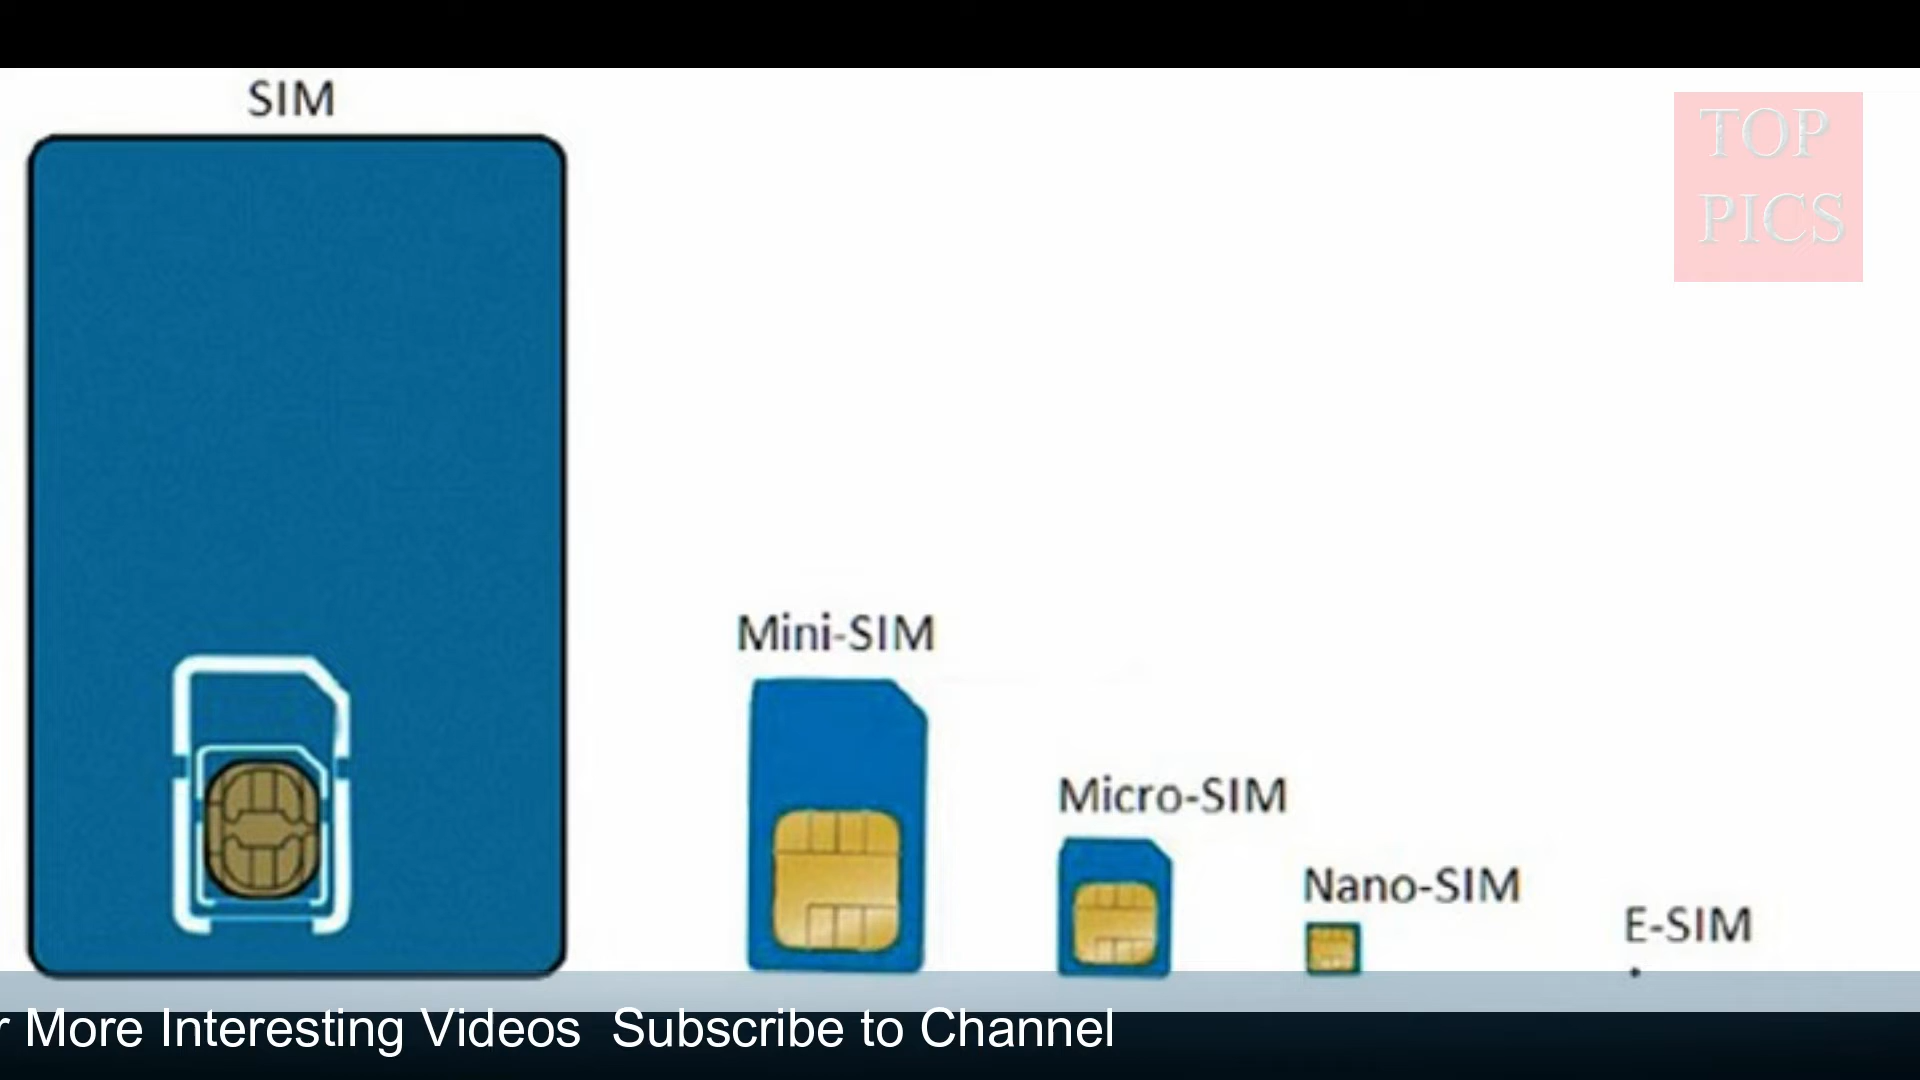 SIM
TOP
PICS
Mini-SIM
Micro-SIM
Nano-SIM
E-SIM
r More Interesting Videos  Subscribe to Channel